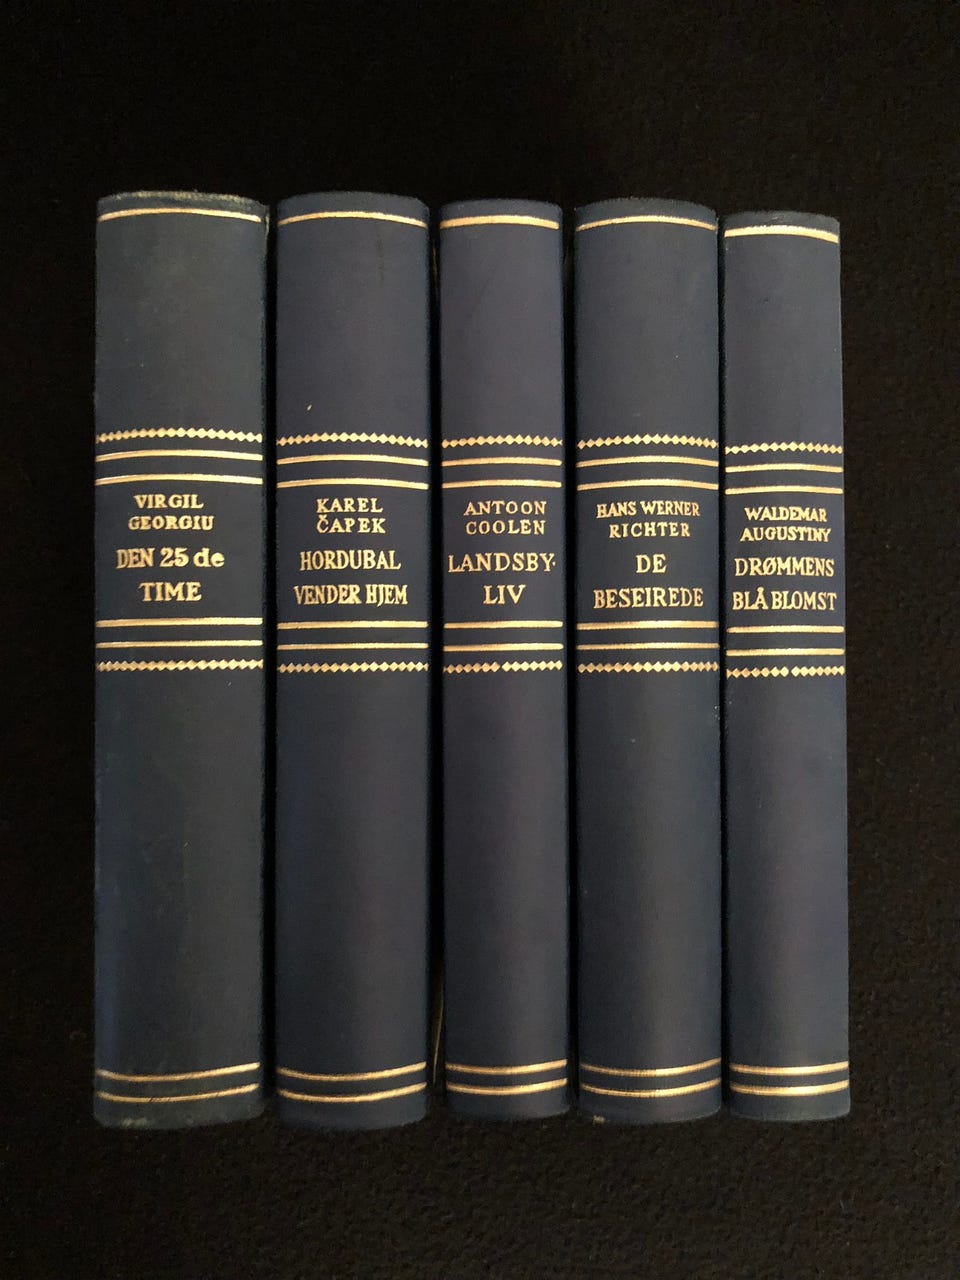 VIRGIL
GEORGIU
DEN 25 de
TIME
KAREL
ČAPEK
HORDUBAL
VENDER HJEM
ANTOON
COOLEN
LANDSBY-
LIV
HANS WERNER
RICHTER
DE
BESEIREDE
WALDEMAR
AUGUSTINY
DRØMMENS
BLÅ BLOMST